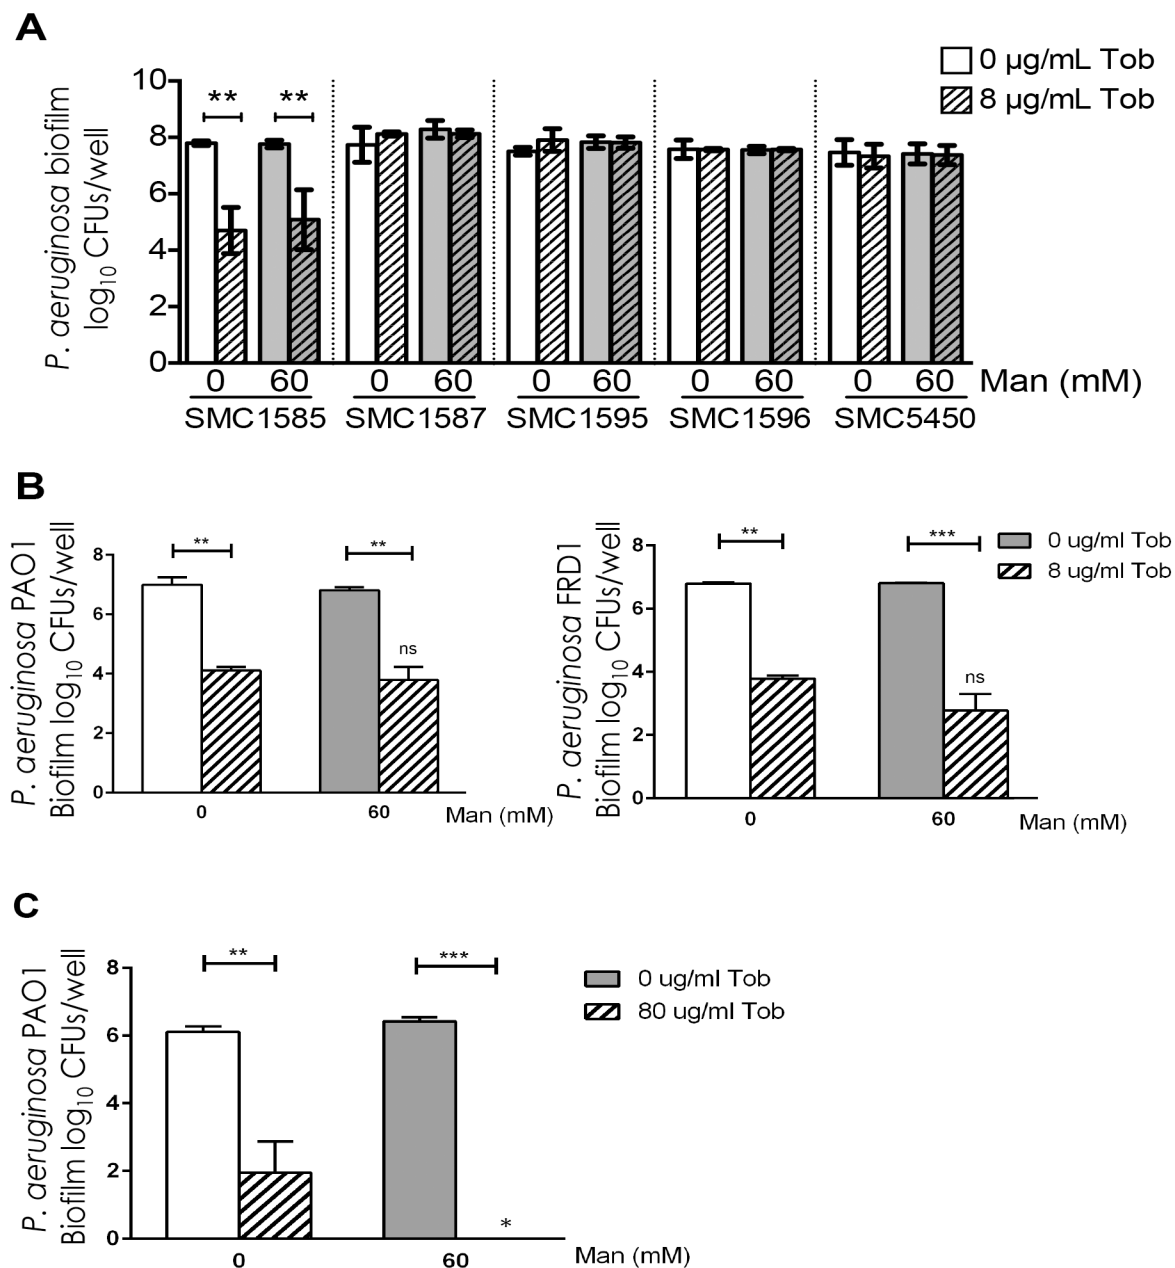 A
P. aeruginosa biofilm
log10 CFUs/well
10
8
6
4
2
0
** **
0 µg/mL Tob
8 µg/mL Tob
0 60 0 60 0 60 0 60 0 60 Man (mM)
SMC1585 SMC1587 SMC1595 SMC1596 SMC5450
B
P. aeruginosa PAO1
Biofilm log10 CFUs/well
8
6
4
2
0
** **
ns
0 60 Man (mM)
P. aeruginosa FRD1
Biofilm log10 CFUs/well
8
6
4
2
0
** ***
ns
0 60 Man (mM)
0 ug/ml Tob
8 ug/ml Tob
C
P. aeruginosa PAO1
Biofilm log10 CFUs/well
8
6
4
2
0
** ***
*
0 60 Man (mM)
0 ug/ml Tob
80 ug/ml Tob